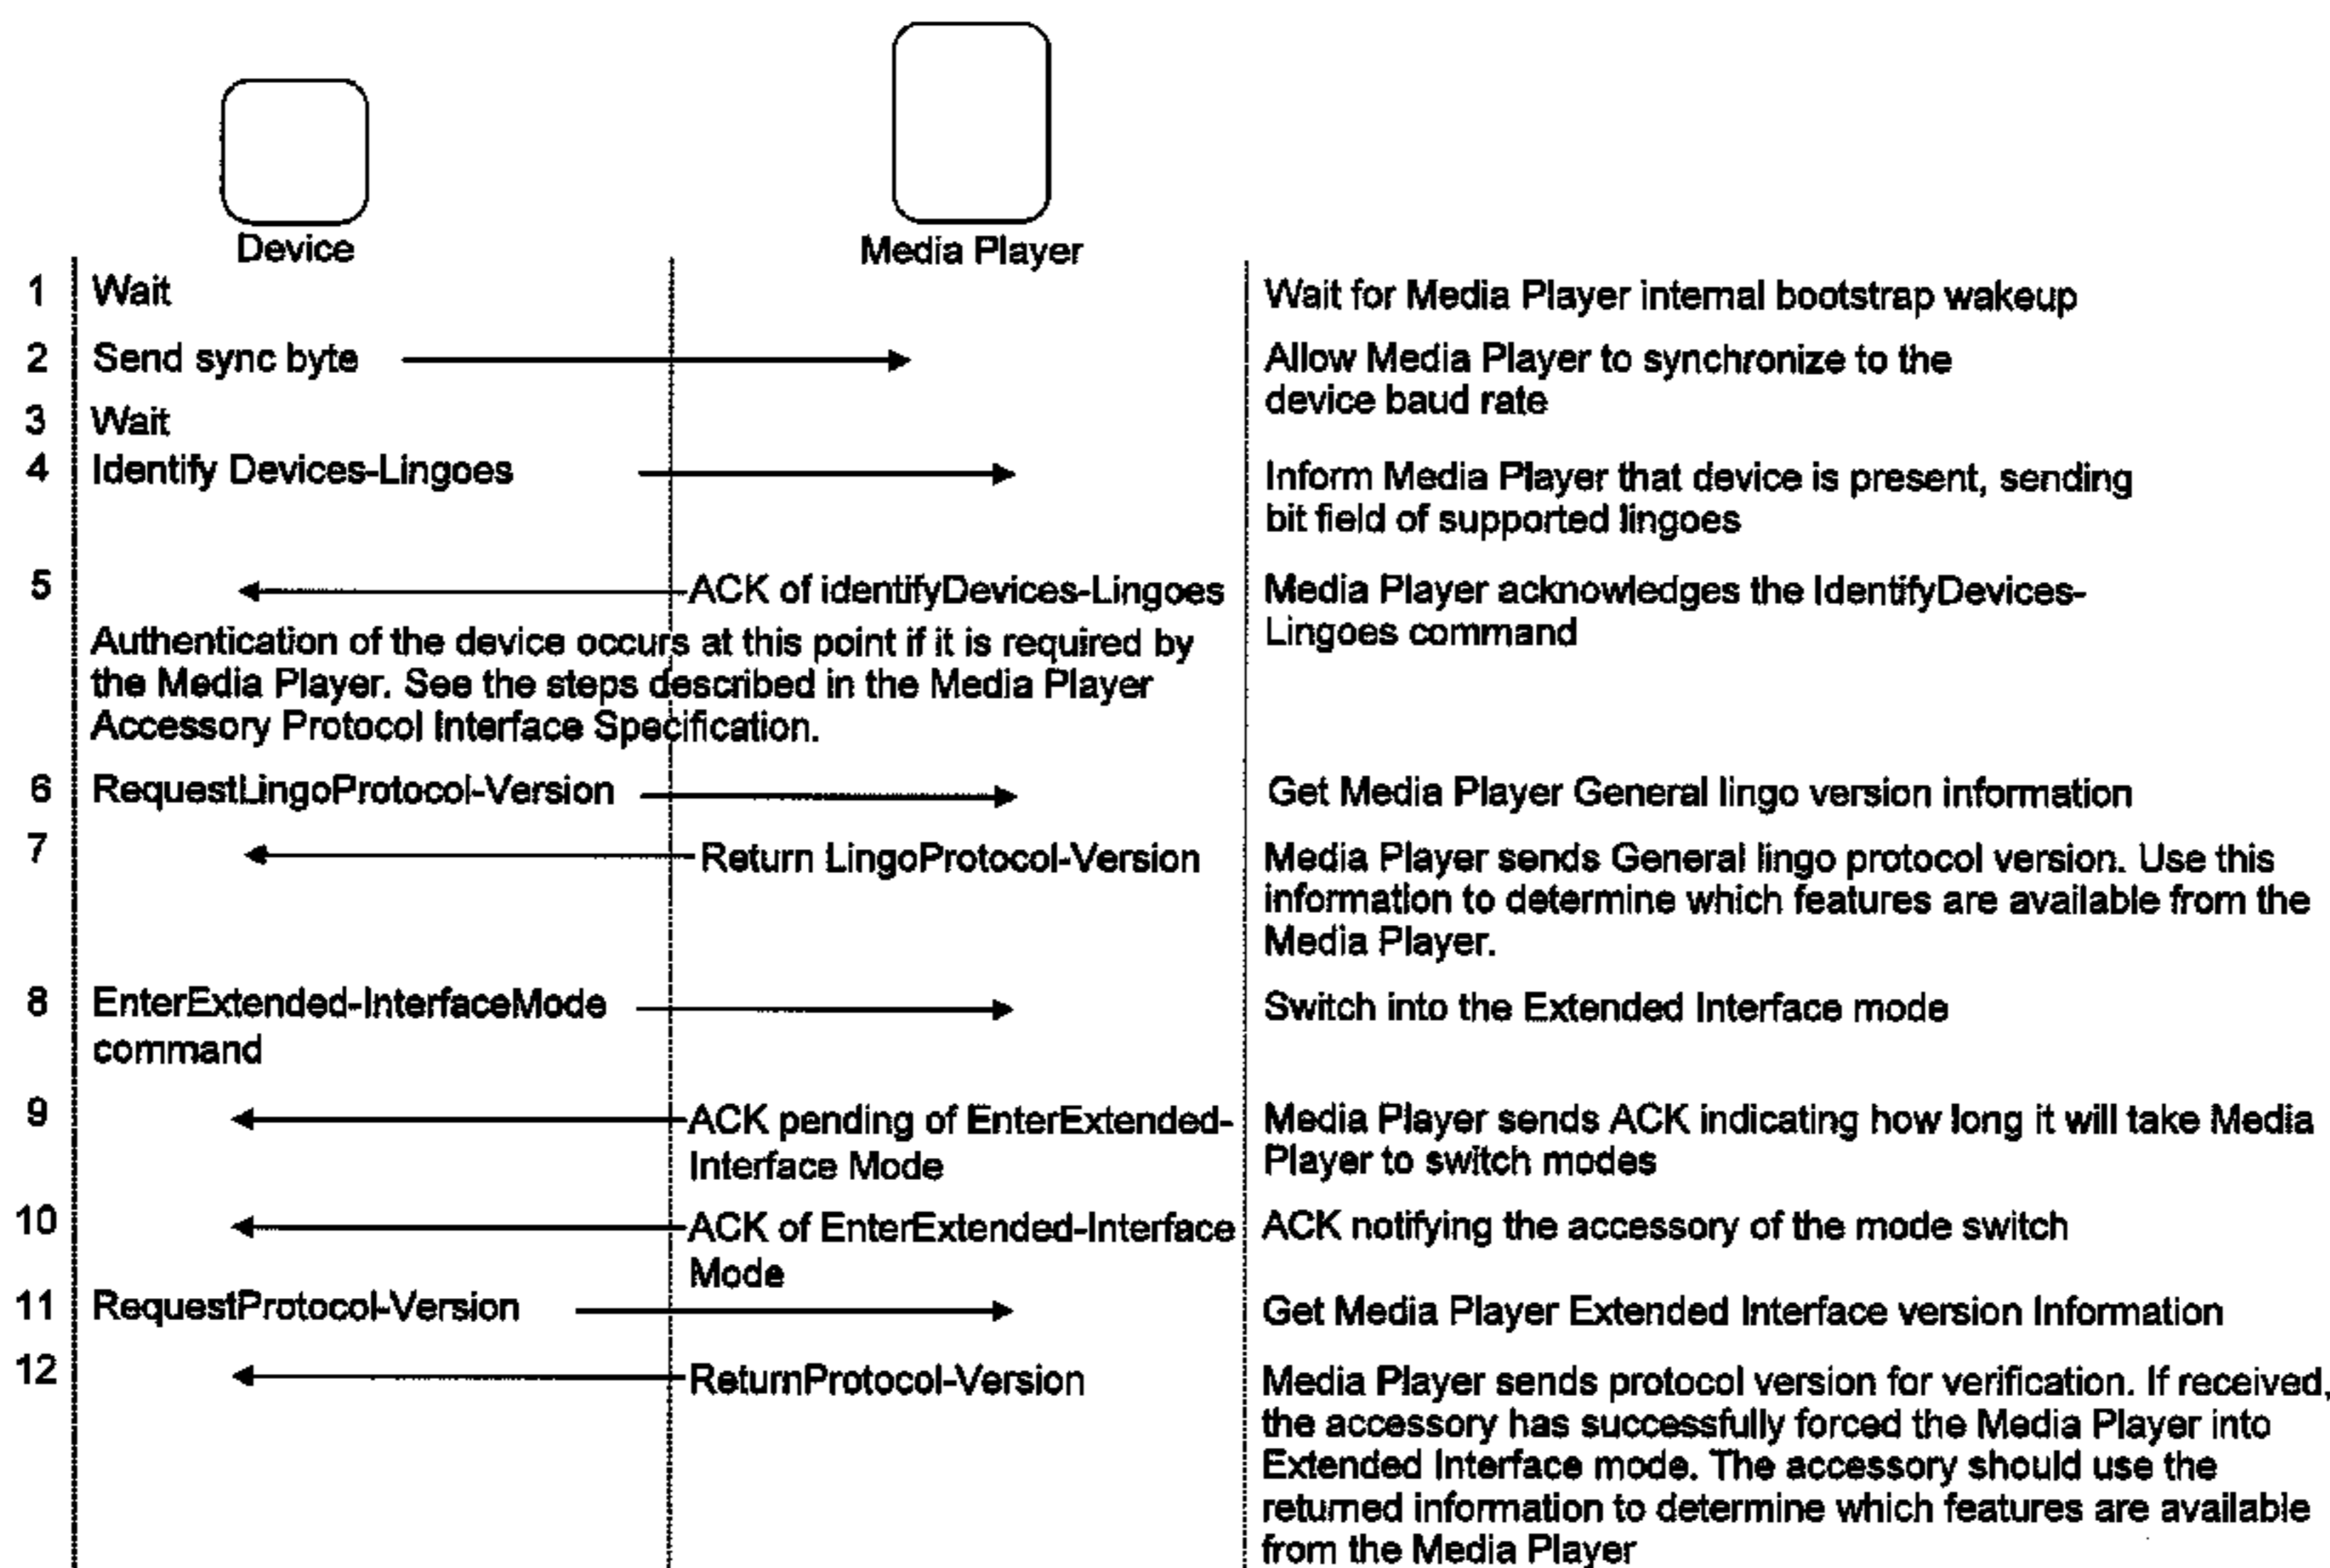 Device
Media Player
1 Wait Wait for Media Player internal bootstrap wakeup
2 Send sync byte Allow Media Player to synchronize to the
device baud rate
3 Wait
4 Identify Devices-Lingoes Inform Media Player that device is present, sending
bit field of supported lingoes
5 ACK of identifyDevices-Lingoes Media Player acknowledges the IdentifyDevices-
Lingoes command
Authentication of the device occurs at this point if it is required by
the Media Player. See the steps described in the Media Player
Accessory Protocol Interface Specification.
6 RequestLingoProtocol-Version Get Media Player General lingo version information
7 Return LingoProtocol-Version Media Player sends General lingo protocol version. Use this
information to determine which features are available from the
Media Player.
8 EnterExtended-InterfaceMode Switch into the Extended Interface mode
command
9 ACK pending of EnterExtended- Media Player sends ACK indicating how long it will take Media
Interface Mode Player to switch modes
10 ACK of EnterExtended-Interface ACK notifying the accessory of the mode switch
Mode
11 RequestProtocol-Version Get Media Player Extended Interface version Information
12 ReturnProtocol-Version Media Player sends protocol version for verification. If received,
the accessory has successfully forced the Media Player into
Extended Interface mode. The accessory should use the
returned information to determine which features are available
from the Media Player